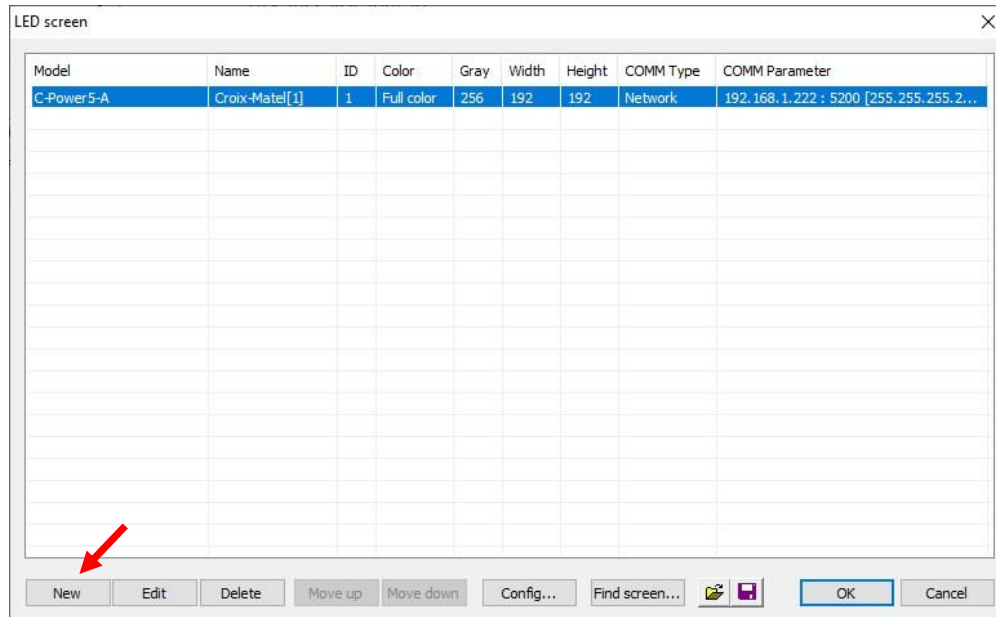 LED screen
Model Name ID Color Gray Width Height COMM Type COMM Parameter
C-Power5-A Croix-Matel[1] 1 Full color 256 192 192 Network 192.168.1.222 : 5200 [255.255.255.2...
New Edit Delete Move up Move down Config... Find screen... OK Cancel